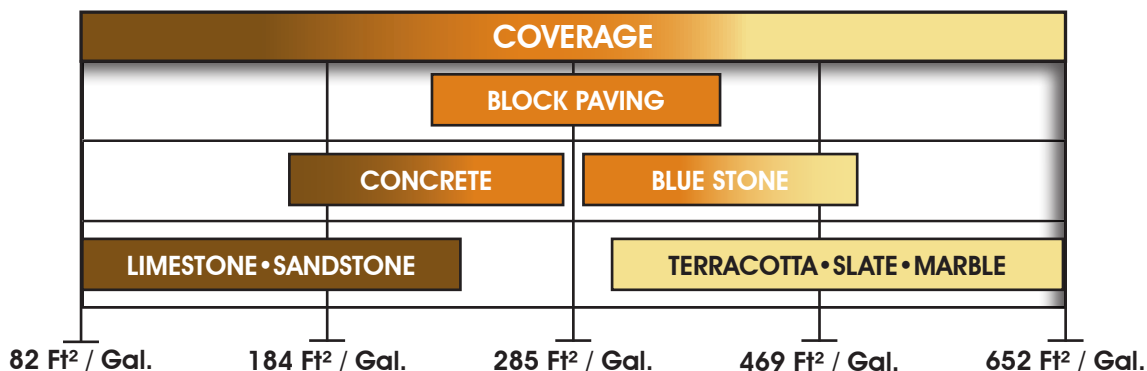 COVERAGE
BLOCK PAVING
CONCRETE
BLUE STONE
LIMESTONE•SANDSTONE
TERRACOTTA•SLATE•MARBLE
82 Ft² / Gal.
184 Ft² / Gal.
285 Ft² / Gal.
469 Ft² / Gal.
652 Ft² / Gal.